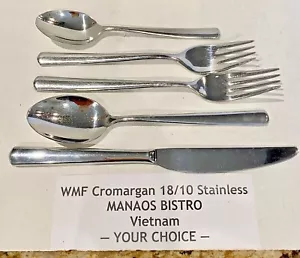 WMF Cromargan 18/10 Stainless
MANAOS BISTRO
Vietnam
— YOUR CHOICE —